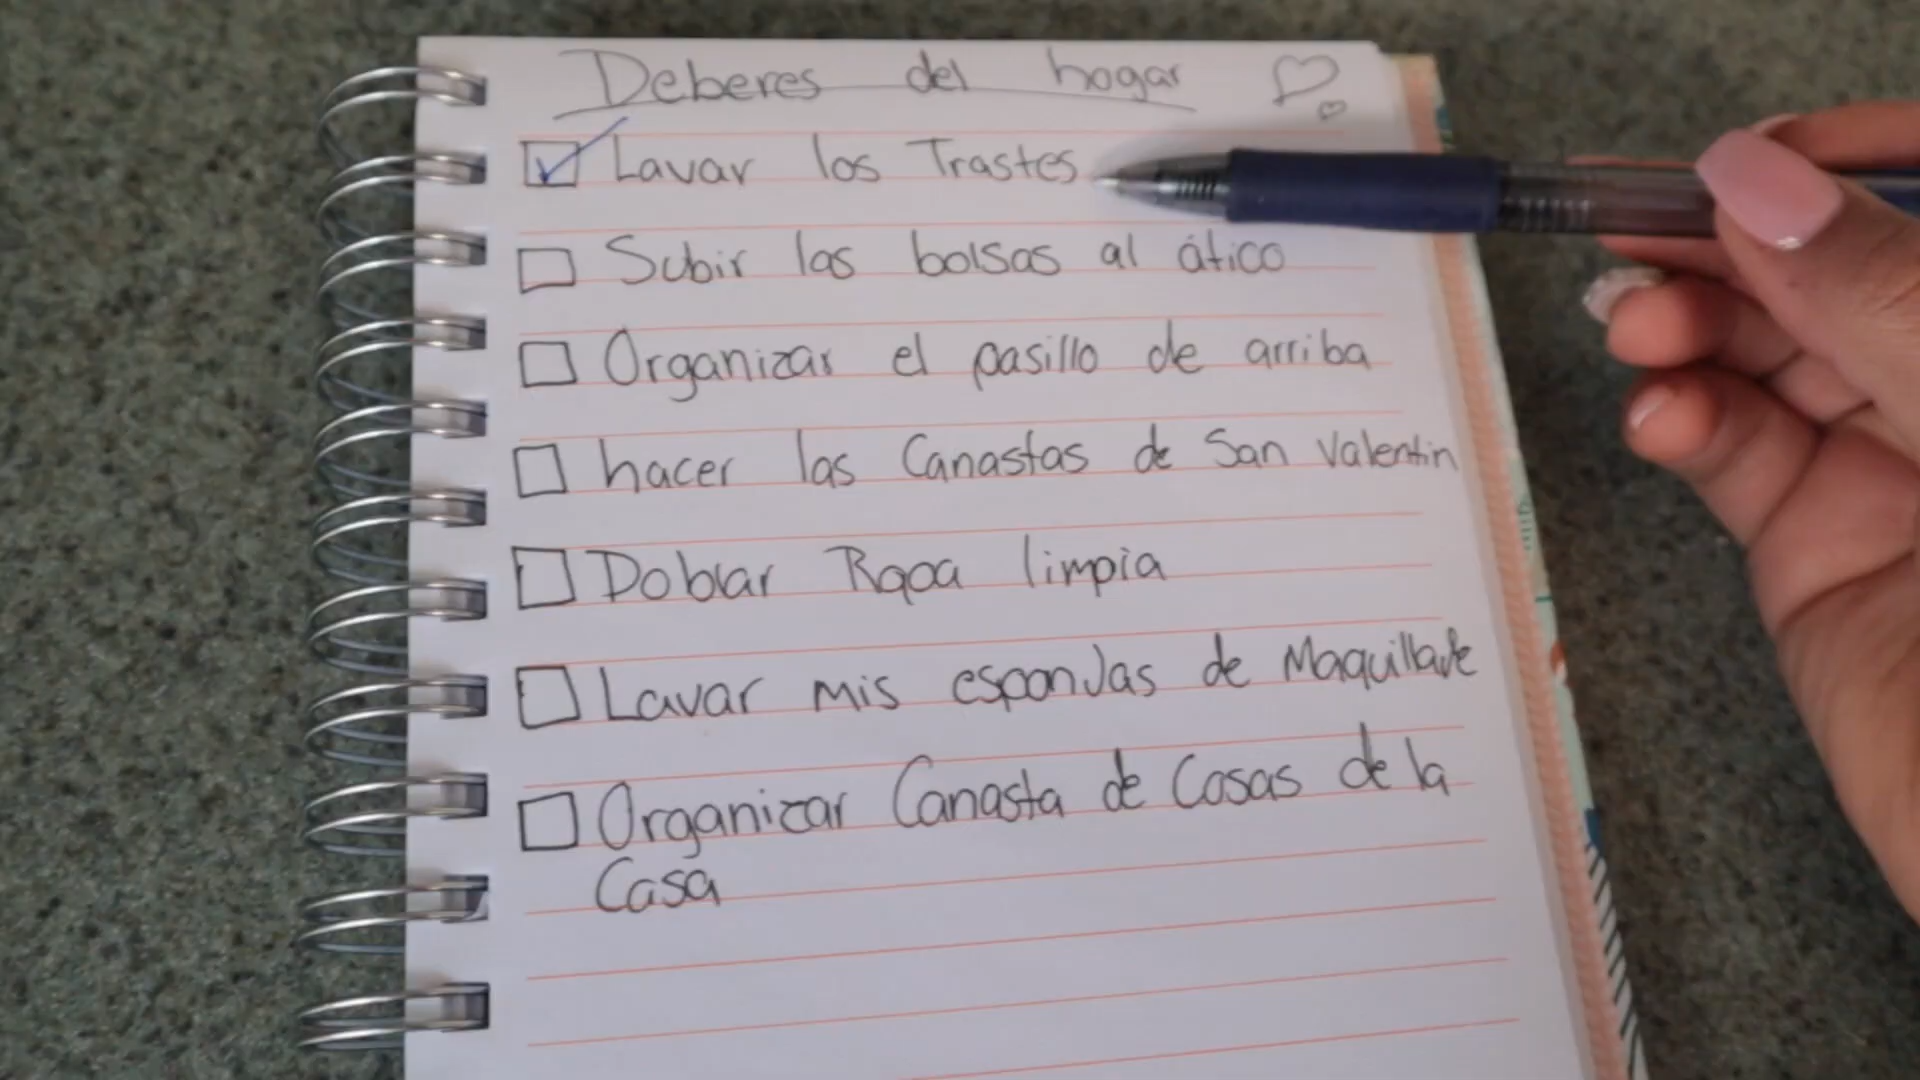 Deberes del hogar
Lavar los Trastes
Subir las bolsas al ático
Organizar el pasillo de arriba
hacer las Canastas de San Valentin
Doblar Ropa limpia
Lavar mis esponJas de Maquillaje
Organizar Canasta de Cosas de la
Casa